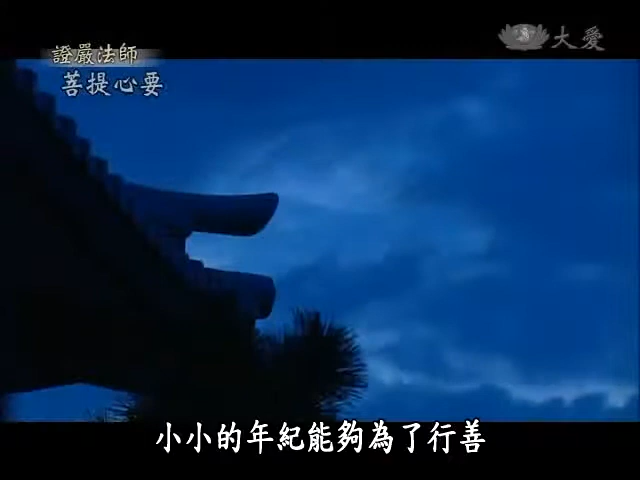 證嚴法師
菩提心要
大愛
小小的年紀能夠為了行善